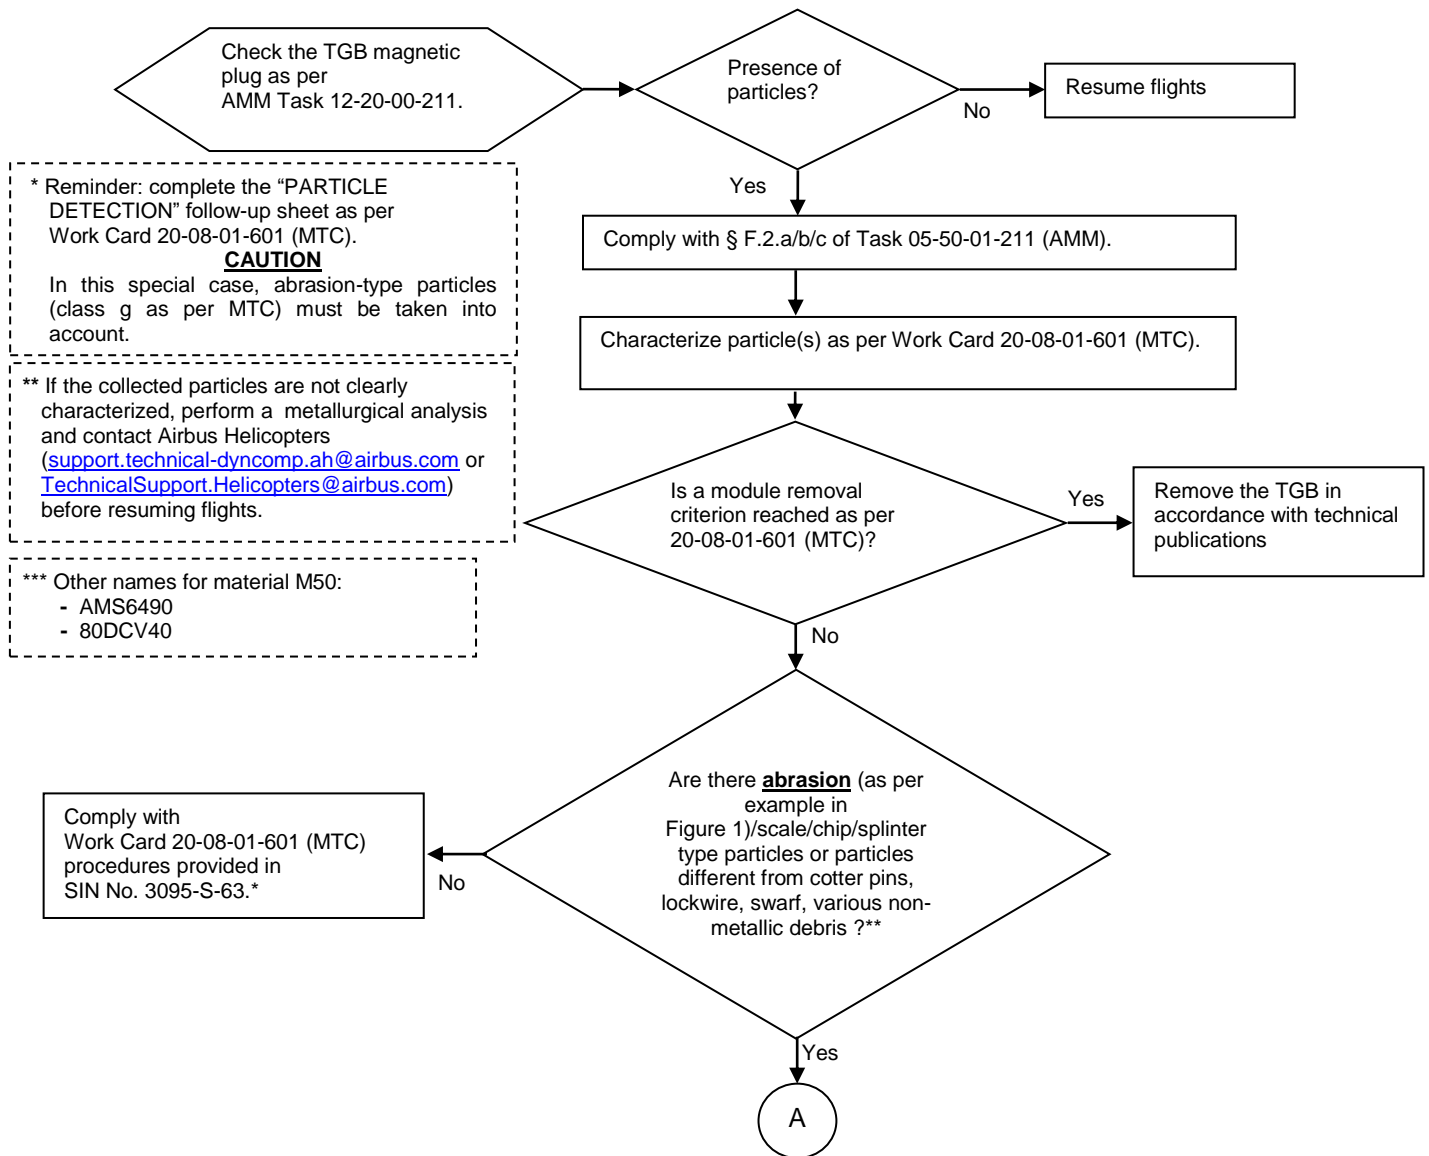 Check the TGB magnetic
plug as per
AMM Task 12-20-00-211.
Presence of
particles?
No
Resume flights
Yes
* Reminder: complete the “PARTICLE
DETECTION” follow-up sheet as per
Work Card 20-08-01-601 (MTC).
CAUTION
In this special case, abrasion-type particles
(class g as per MTC) must be taken into
account.
Comply with § F.2.a/b/c of Task 05-50-01-211 (AMM).
Characterize particle(s) as per Work Card 20-08-01-601 (MTC).
** If the collected particles are not clearly
characterized, perform a metallurgical analysis
and contact Airbus Helicopters
(support.technical-dyncomp.ah@airbus.com or
TechnicalSupport.Helicopters@airbus.com)
before resuming flights.
Is a module removal
criterion reached as per
20-08-01-601 (MTC)?
Yes
Remove the TGB in
accordance with technical
publications
*** Other names for material M50:
- AMS6490
- 80DCV40
No
Are there abrasion (as per
example in
Figure 1)/scale/chip/splinter
type particles or particles
different from cotter pins,
lockwire, swarf, various non-
metallic debris ?**
No
Comply with
Work Card 20-08-01-601 (MTC)
procedures provided in
SIN No. 3095-S-63.*
Yes
A